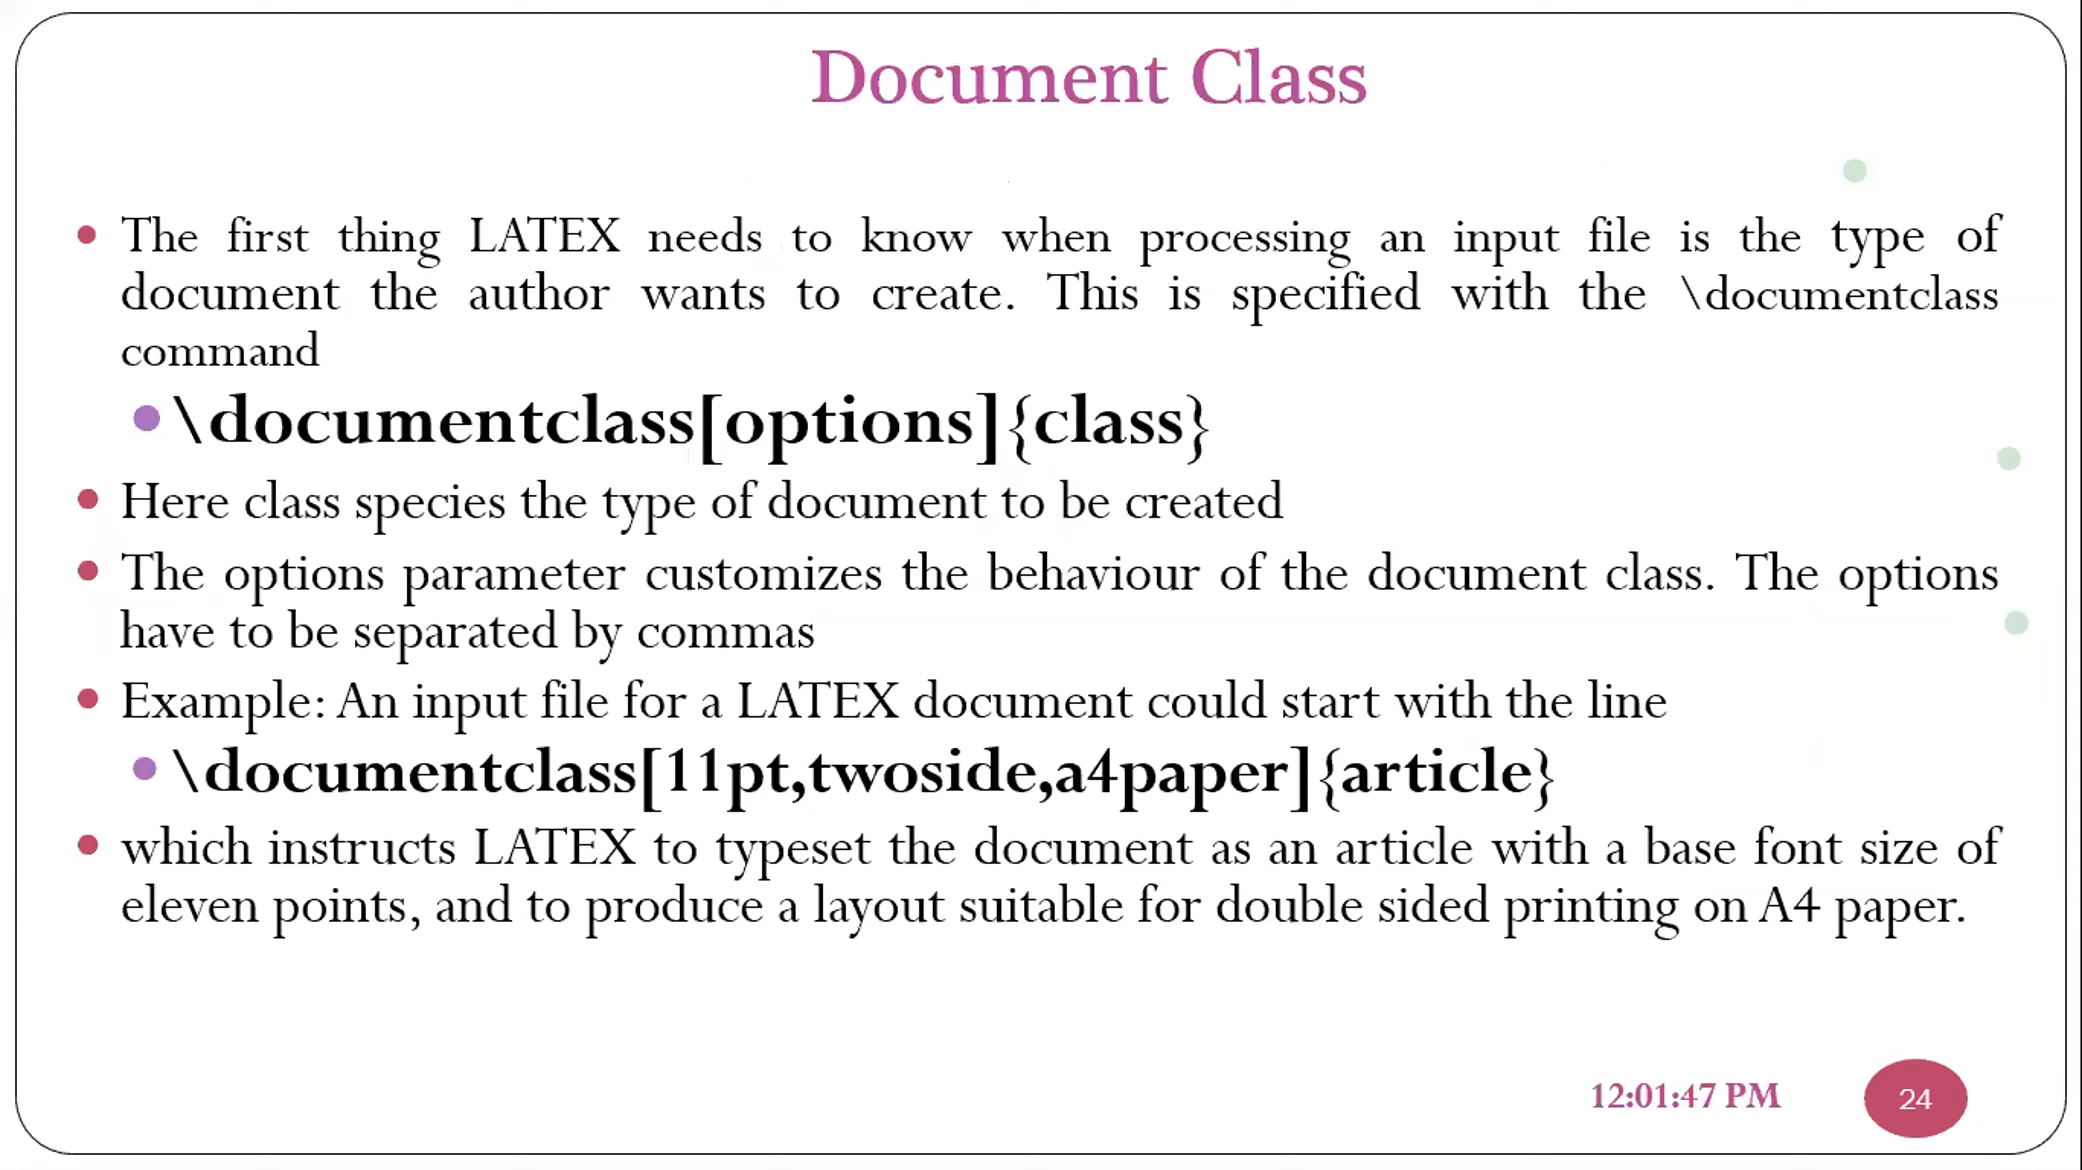 Document Class
• The first thing LATEX needs to know when processing an input file is the type of
document the author wants to create. This is specified with the \documentclass
command
• \documentclass[options]{class}
• Here class species the type of document to be created
• The options parameter customizes the behaviour of the document class. The options
have to be separated by commas
• Example: An input file for a LATEX document could start with the line
• \documentclass[11pt,twoside,a4paper]{article}
• which instructs LATEX to typeset the document as an article with a base font size of
eleven points, and to produce a layout suitable for double sided printing on A4 paper.
12:01:47 PM
24